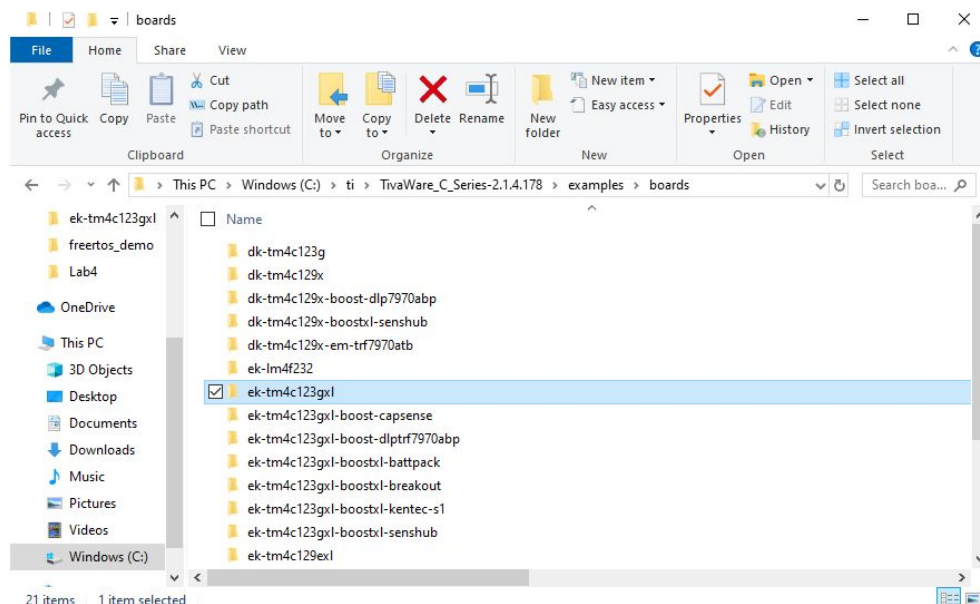 boards
File Home Share View
Pin to Quick access
Copy
Paste
Cut
Copy path
Paste shortcut
Clipboard
Move to
Copy to
Delete
Rename
Organize
New folder
New item
Easy access
New
Properties
Open
Edit
History
Open
Select all
Select none
Invert selection
Select
This PC > Windows (C:) > ti > TivaWare_C_Series-2.1.4.178 > examples > boards
Search boa...
ek-tm4c123gxl
freertos_demo
Lab4
OneDrive
This PC
3D Objects
Desktop
Documents
Downloads
Music
Pictures
Videos
Windows (C:)
Name
dk-tm4c123g
dk-tm4c129x
dk-tm4c129x-boost-dlp7970abp
dk-tm4c129x-boostxl-senshub
dk-tm4c129x-em-trf7970atb
ek-lm4f232
ek-tm4c123gxl
ek-tm4c123gxl-boost-capsense
ek-tm4c123gxl-boost-dlptrf7970abp
ek-tm4c123gxl-boostxl-battpack
ek-tm4c123gxl-boostxl-breakout
ek-tm4c123gxl-boostxl-kentec-s1
ek-tm4c123gxl-boostxl-senshub
ek-tm4c129exl
21 items 1 item selected